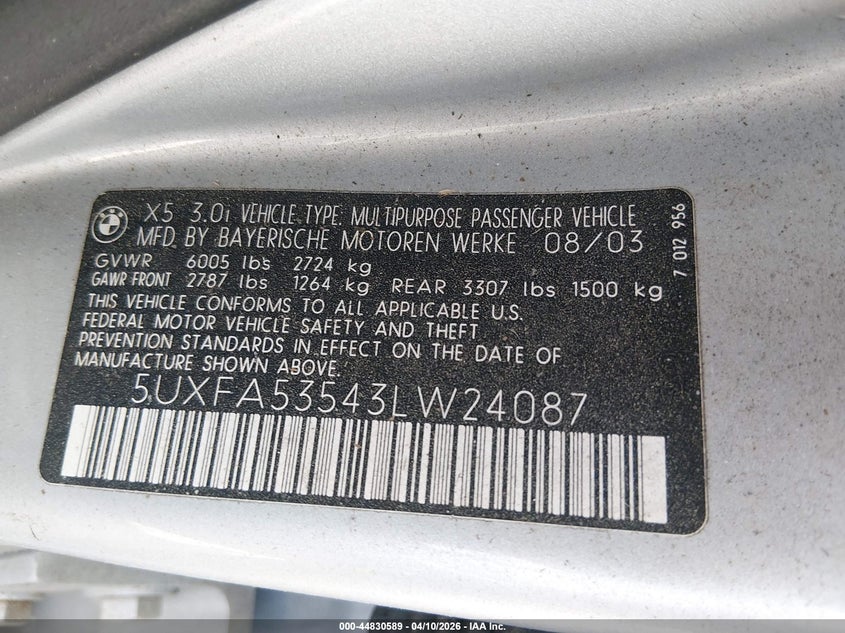 X5 3.0i VEHICLE TYPE: MULTIPURPOSE PASSENGER VEHICLE
MFD BY BAYERISCHE MOTOREN WERKE 08/03
GVWR 6005 lbs 2724 kg
GAWR FRONT 2787 lbs 1264 kg REAR 3307 lbs 1500 kg
THIS VEHICLE CONFORMS TO ALL APPLICABLE U.S.
FEDERAL MOTOR VEHICLE SAFETY AND THEFT
PREVENTION STANDARDS IN EFFECT ON THE DATE OF
MANUFACTURE SHOWN ABOVE.
5UXFA53543LW24087
7 012 956
000-44830589 - 04/10/2026 - IAA Inc.